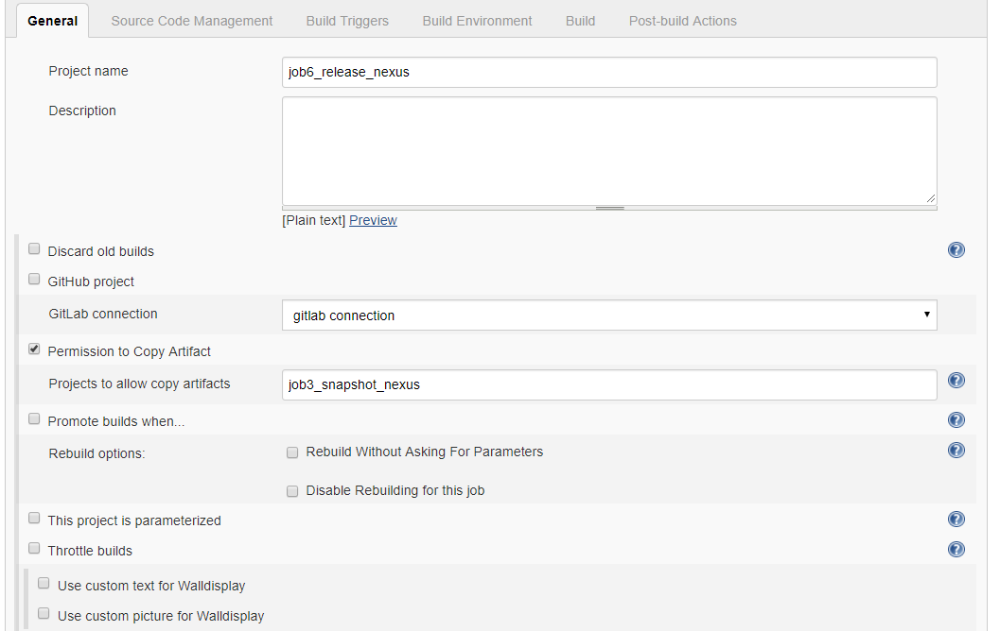 General Source Code Management Build Triggers Build Environment Build Post-build Actions
Project name job6_release_nexus
Description
[Plain text] Preview
Discard old builds
GitHub project
GitLab connection gitlab connection
Permission to Copy Artifact
Projects to allow copy artifacts job3_snapshot_nexus
Promote builds when...
Rebuild options: Rebuild Without Asking For Parameters
Disable Rebuilding for this job
This project is parameterized
Throttle builds
Use custom text for Walldisplay
Use custom picture for Walldisplay